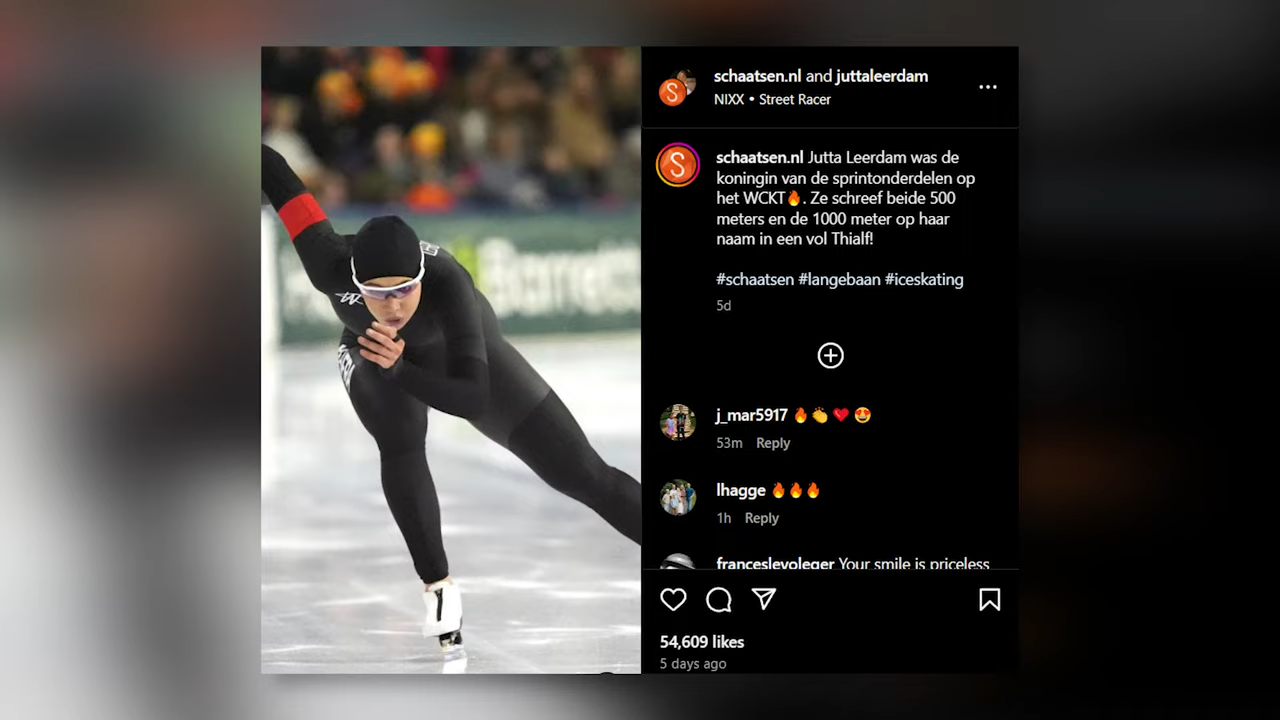 schaatsen.nl and juttaleerdam
NIXX • Street Racer
schaatsen.nl Jutta Leerdam was de
koningin van de sprintonderdelen op
het WCKT🔥. Ze schreef beide 500
meters en de 1000 meter op haar
naam in een vol Thialf!
#schaatsen #langebaan #iceskating
5d
j_mar5917 🔥👏❤️😍
53m Reply
lhagge 🔥🔥🔥
1h Reply
franceslevoleger Your smile is priceless
54,609 likes
5 days ago